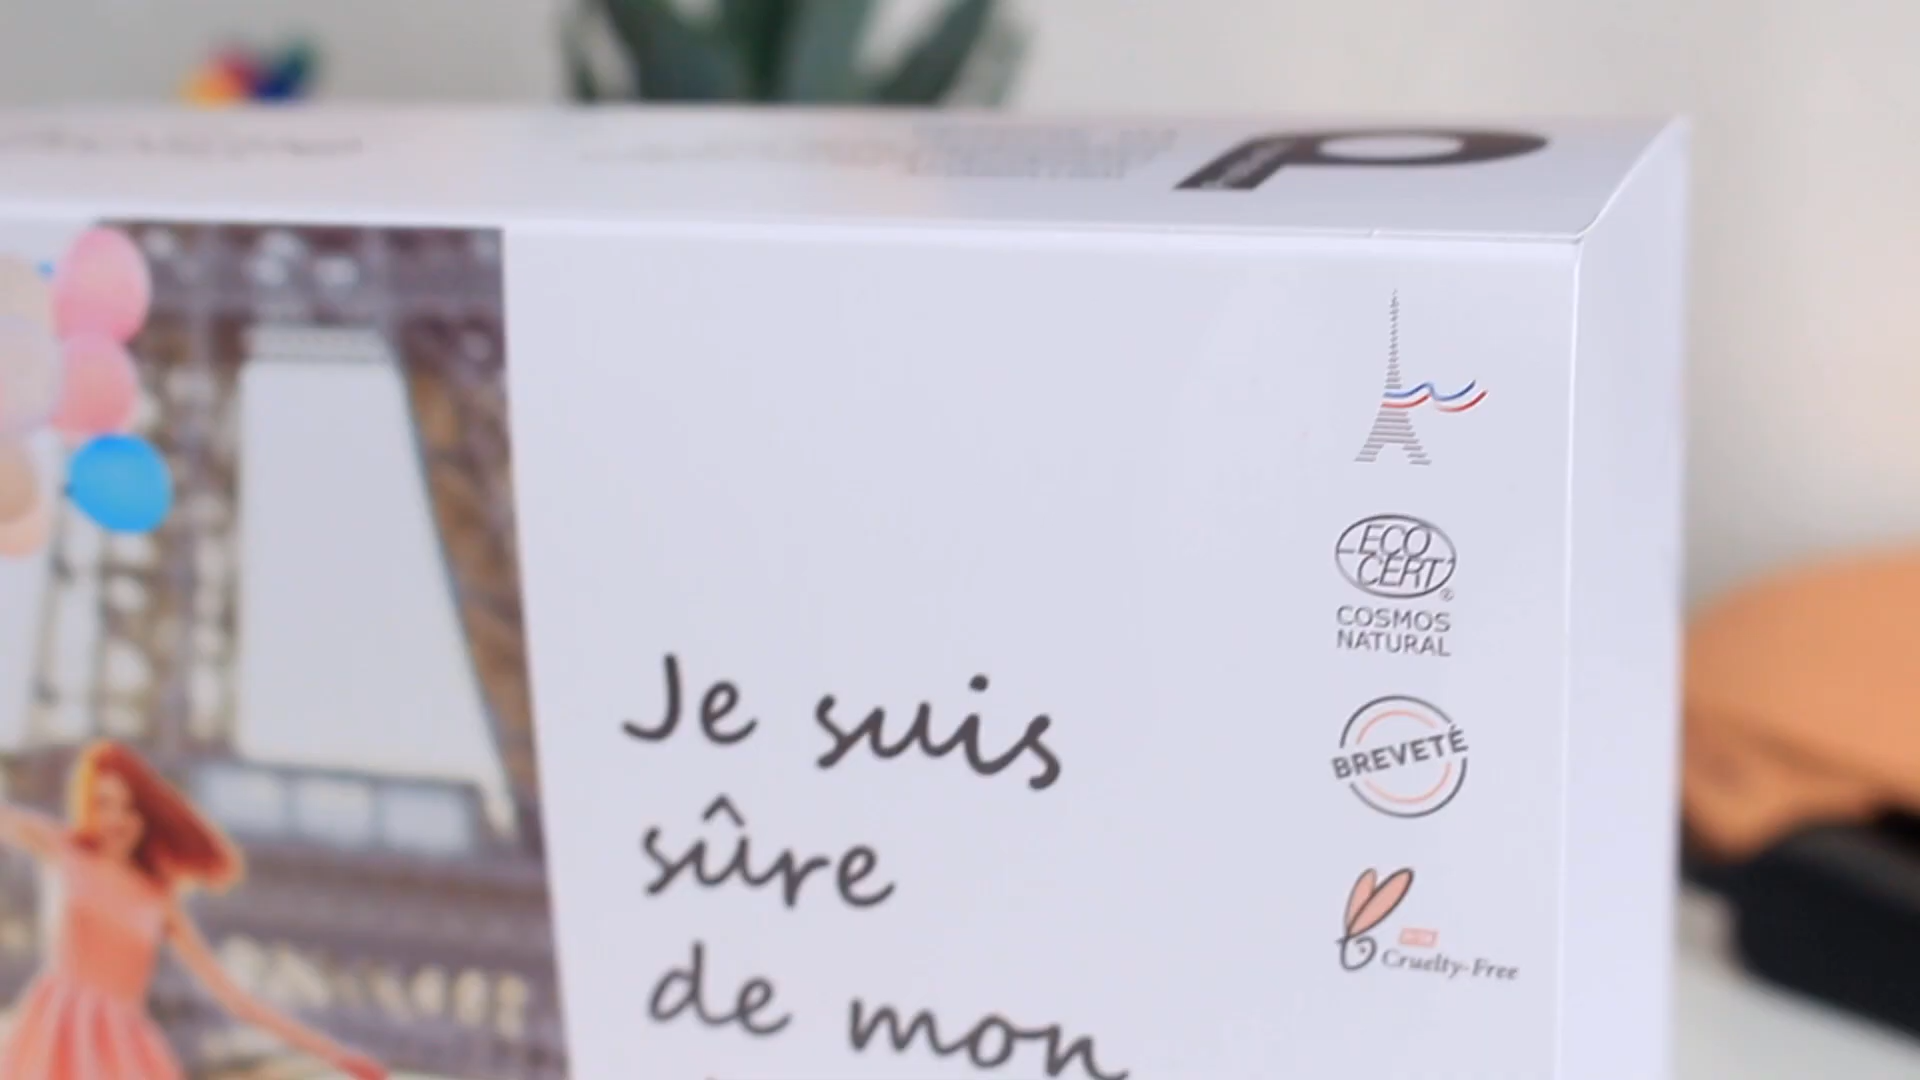 ECO
CERT
®
COSMOS
NATURAL
BREVETÉ
Cruelty-Free
Je suis
sûre
de mon